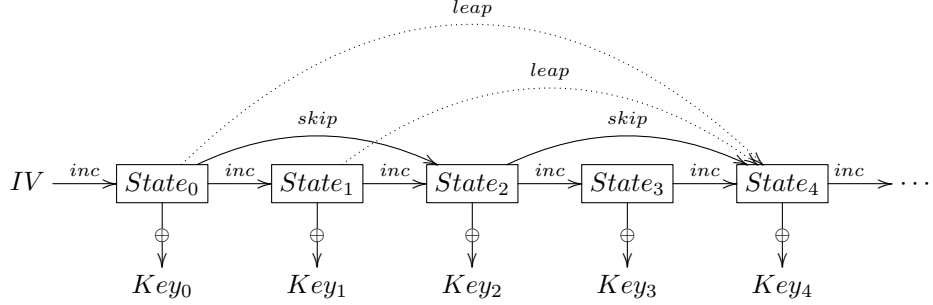 leap
leap
skip skip
IV inc State₀ inc State₁ inc State₂ inc State₃ inc State₄ inc ⋯
⊕ ⊕ ⊕ ⊕ ⊕
Key₀ Key₁ Key₂ Key₃ Key₄